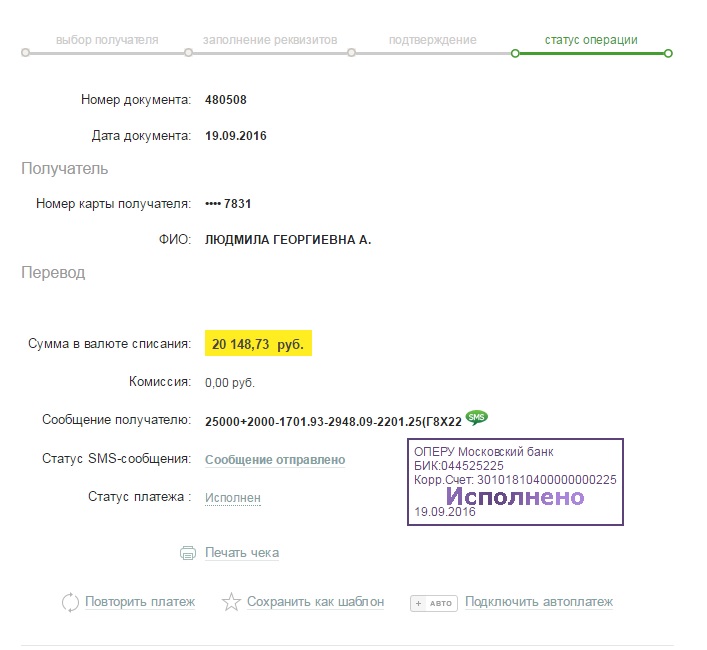 выбор получателя заполнение реквизитов подтверждение статус операции
Номер документа: 480508
Дата документа: 19.09.2016
Получатель
Номер карты получателя: •••• 7831
ФИО: ЛЮДМИЛА ГЕОРГИЕВНА А.
Перевод
Сумма в валюте списания: 20 148,73 руб.
Комиссия: 0,00 руб.
Сообщение получателю: 25000+2000-1701.93-2948.09-2201.25(Г8Х22 SMS
Статус SMS-сообщения: Сообщение отправлено
Статус платежа : Исполнен
ОПЕРУ Московский банк
БИК:044525225
Корр.Счет: 30101810400000000225
Исполнено
19.09.2016
Печать чека
Повторить платеж Сохранить как шаблон + АВТО Подключить автоплатеж